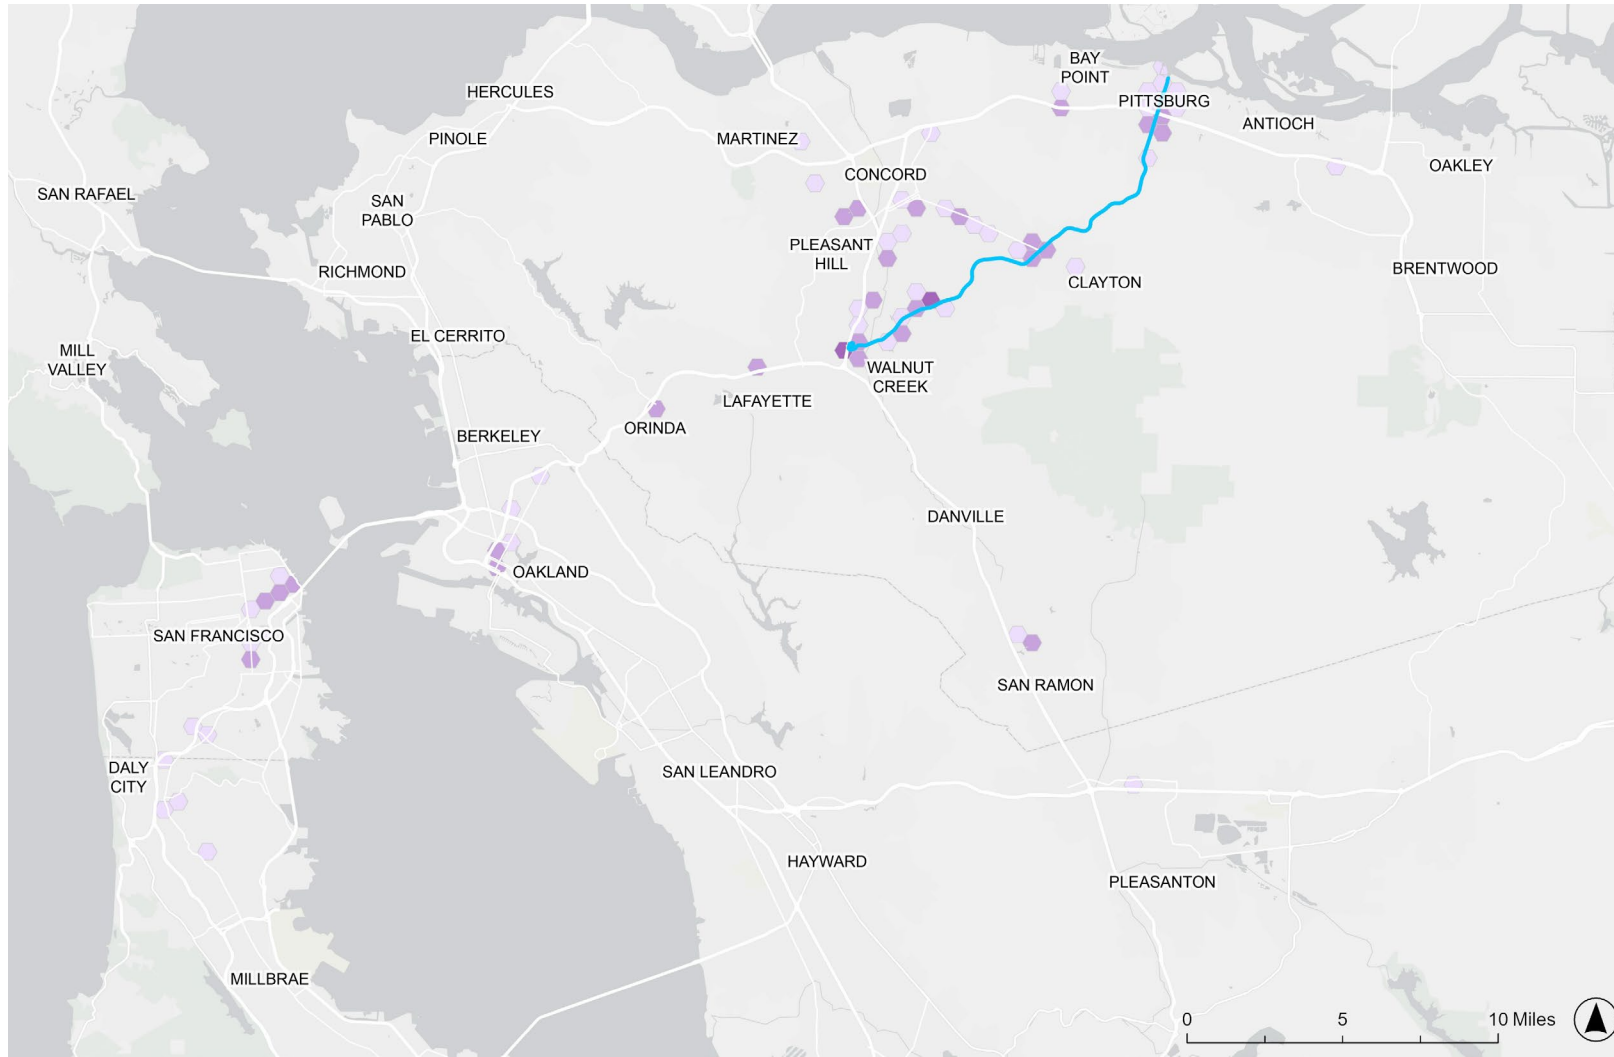 BAY
POINT
HERCULES
PITTSBURG
ANTIOCH
PINOLE
MARTINEZ
OAKLEY
CONCORD
SAN RAFAEL
SAN
PABLO
PLEASANT
HILL
RICHMOND
BRENTWOOD
CLAYTON
EL CERRITO
MILL
VALLEY
WALNUT
CREEK
LAFAYETTE
ORINDA
BERKELEY
DANVILLE
OAKLAND
SAN FRANCISCO
SAN RAMON
DALY
CITY
SAN LEANDRO
HAYWARD
PLEASANTON
MILLBRAE
0 5 10 Miles